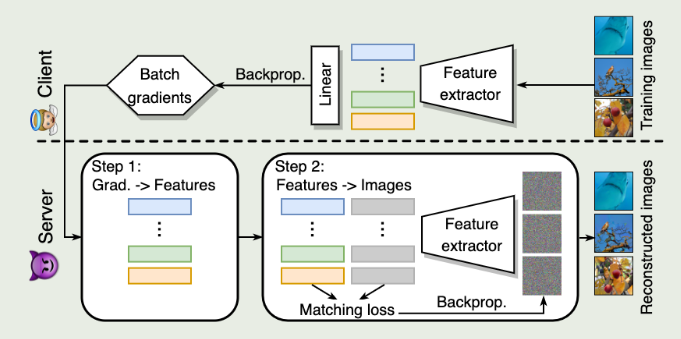 Client
Batch
gradients
Backprop.
Linear
⋮
Feature
extractor
Training images
Server
Step 1:
Grad. -> Features
⋮
Step 2:
Features -> Images
⋮
⋮
Feature
extractor
Matching loss
Backprop.
Reconstructed images